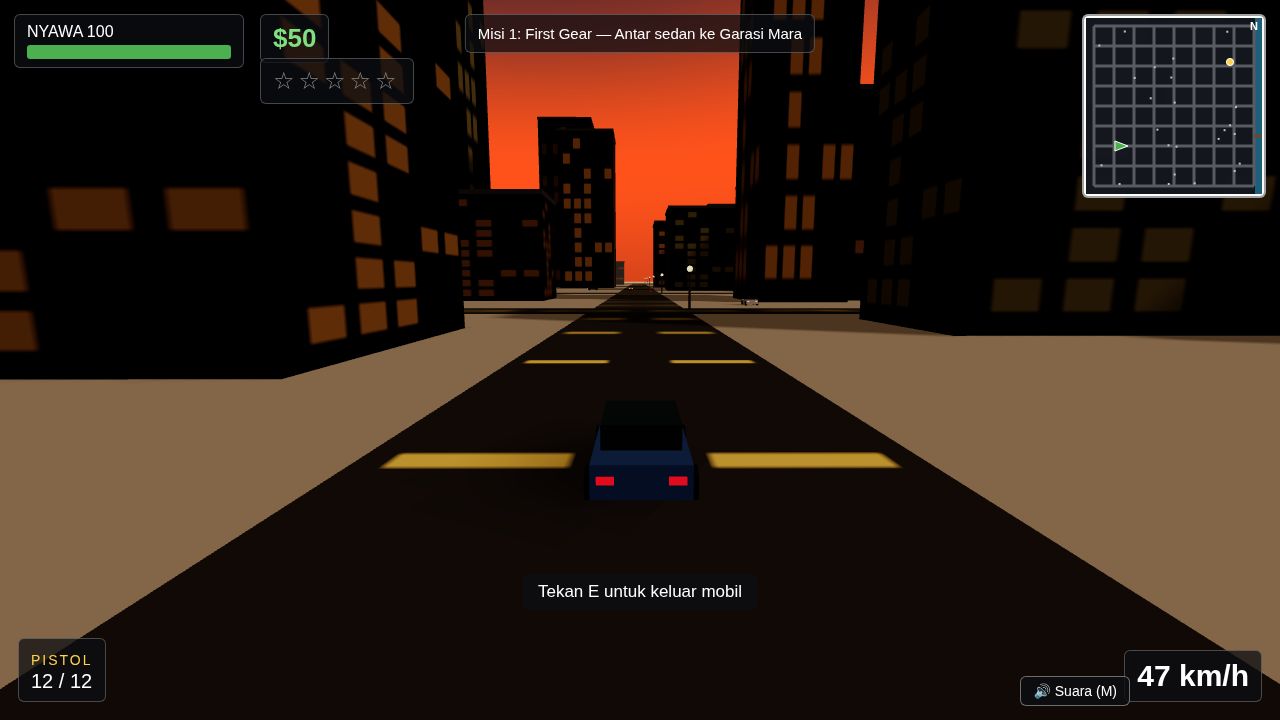 NYAWA 100
$50
☆☆☆☆☆
Misi 1: First Gear — Antar sedan ke Garasi Mara
N
Tekan E untuk keluar mobil
PISTOL
12 / 12
🔊 Suara (M)
47 km/h